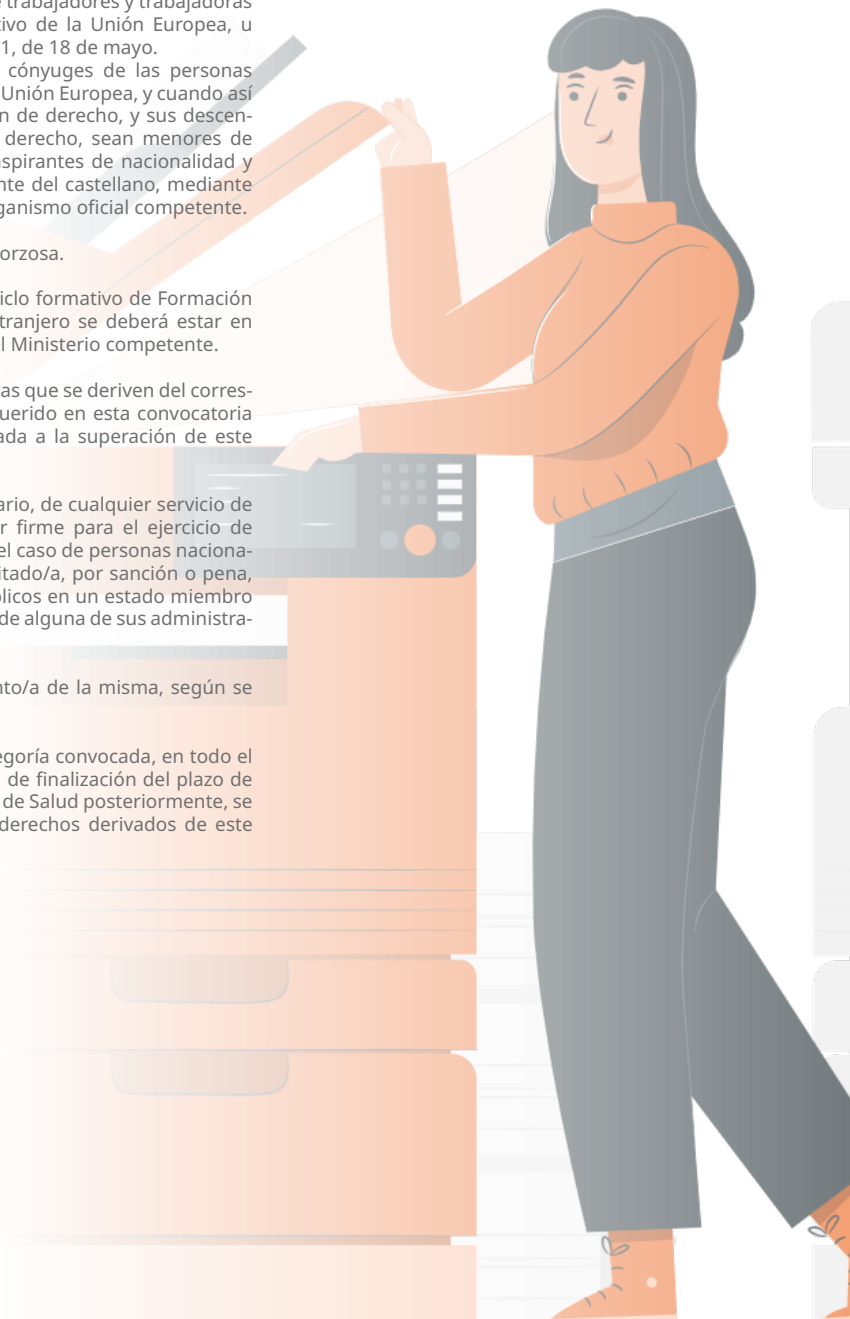 trabajadores y trabajadoras
tivo de la Unión Europea, u
1, de 18 de mayo.
cónyuges de las personas
Unión Europea, y cuando así
n de derecho, y sus descen-
derecho, sean menores de
aspirantes de nacionalidad y
nte del castellano, mediante
ganismo oficial competente.
orzosa.
iclo formativo de Formación
tranjero se deberá estar en
l Ministerio competente.
as que se deriven del corres-
uerido en esta convocatoria
ada a la superación de este
ario, de cualquier servicio de
r firme para el ejercicio de
el caso de personas naciona-
itado/a, por sanción o pena,
blicos en un estado miembro
de alguna de sus administra-
nto/a de la misma, según se
egoría convocada, en todo el
de finalización del plazo de
de Salud posteriormente, se
derechos derivados de este